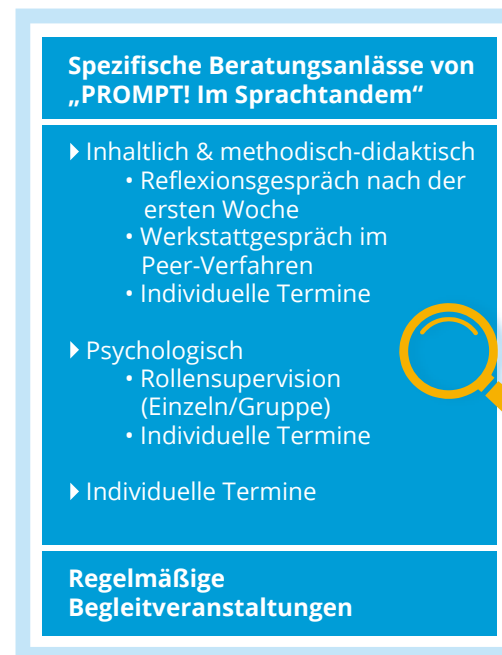 Spezifische Beratungsanlässe von
„PROMPT! Im Sprachtandem“
Inhaltlich & methodisch-didaktisch
• Reflexionsgespräch nach der
ersten Woche
• Werkstattgespräch im
Peer-Verfahren
• Individuelle Termine
Psychologisch
• Rollensupervision
(Einzeln/Gruppe)
• Individuelle Termine
Individuelle Termine
Regelmäßige
Begleitveranstaltungen